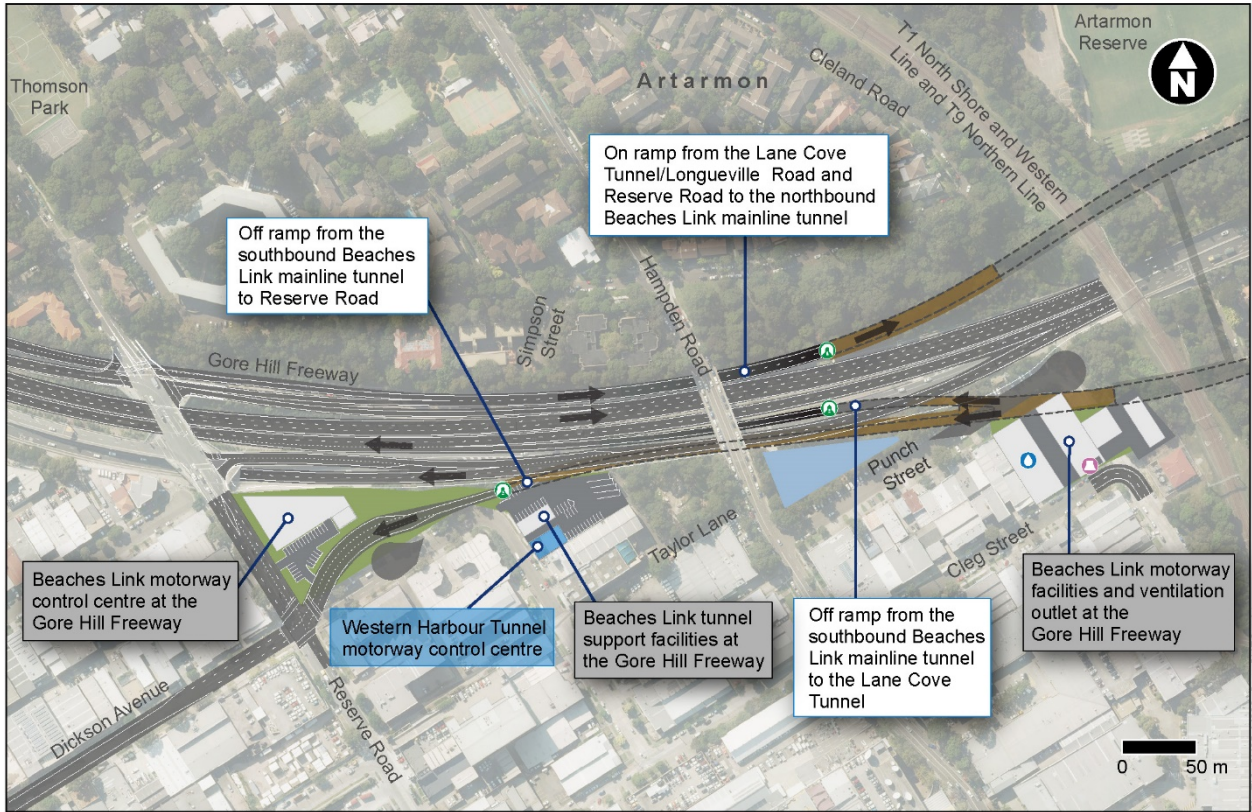 Thomson
Park
Artarmon
Cleland Road
T1 North Shore and Western
Line and T9 Northern Line
Artarmon
Reserve
N
On ramp from the Lane Cove
Tunnel/Longueville Road and
Reserve Road to the northbound
Beaches Link mainline tunnel
Off ramp from the
southbound Beaches
Link mainline tunnel
to Reserve Road
Simpson
Street
Hampden Road
Gore Hill Freeway
Punch
Street
Taylor Lane
Cleg Street
Beaches Link motorway
control centre at the
Gore Hill Freeway
Western Harbour Tunnel
motorway control centre
Beaches Link tunnel
support facilities at
the Gore Hill Freeway
Off ramp from the
southbound Beaches
Link mainline tunnel
to the Lane Cove
Tunnel
Beaches Link motorway
facilities and ventilation
outlet at the
Gore Hill Freeway
Dickson Avenue
Reserve Road
0 50 m